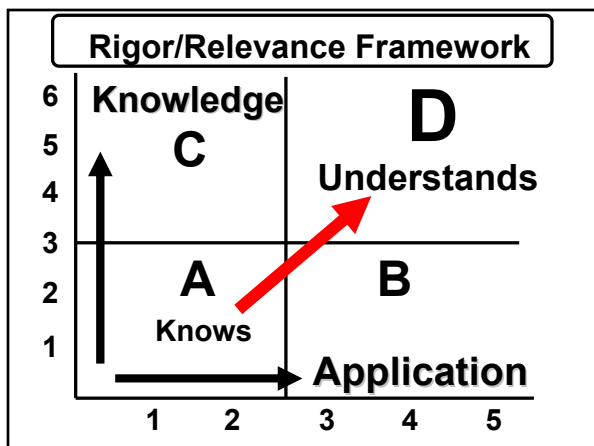 Rigor/Relevance Framework
6
Knowledge
D
5
C
4
Understands
3
A
B
2
Knows
1
Application
1 2 3 4 5